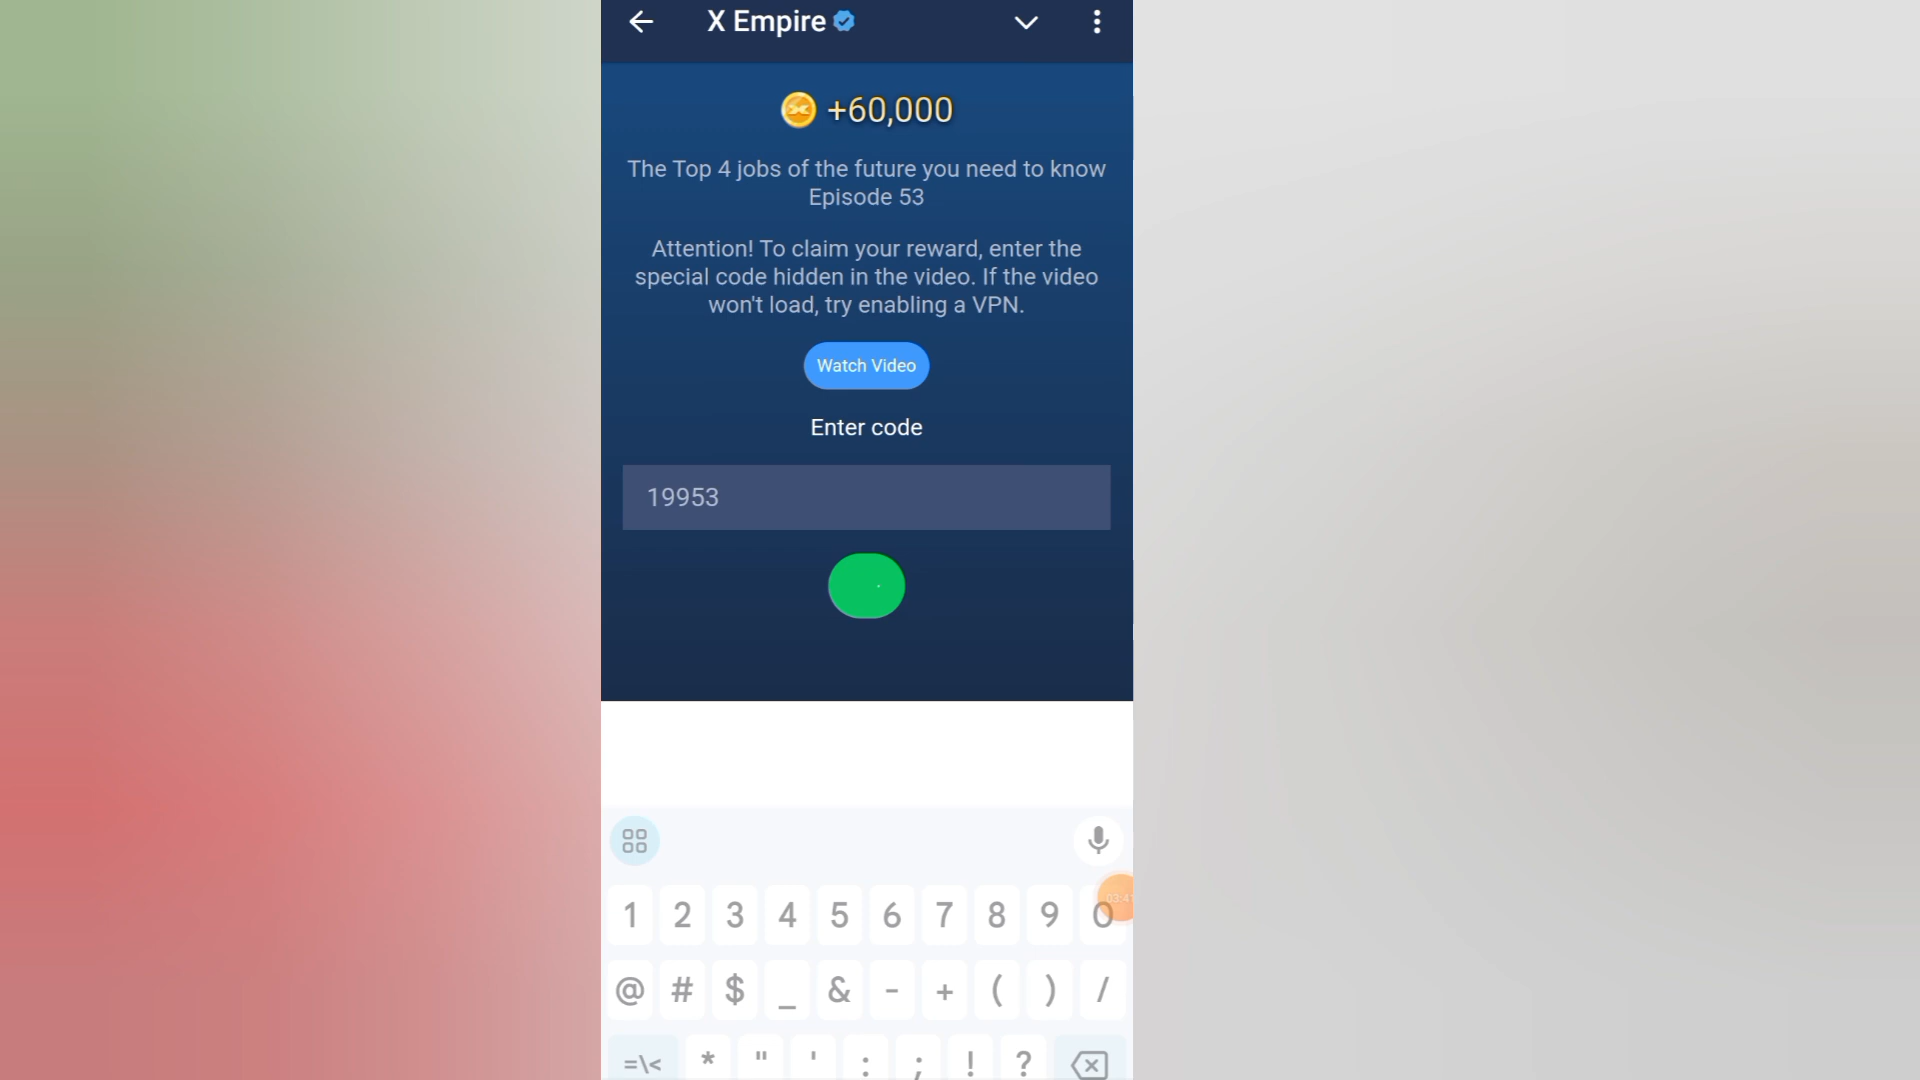 X Empire
+60,000
The Top 4 jobs of the future you need to know
Episode 53
Attention! To claim your reward, enter the
special code hidden in the video. If the video
won't load, try enabling a VPN.
Watch Video
Enter code
19953
1 2 3 4 5 6 7 8 9 0
@ # $ _ & - + ( ) /
=\< * " ' : ; ! ?